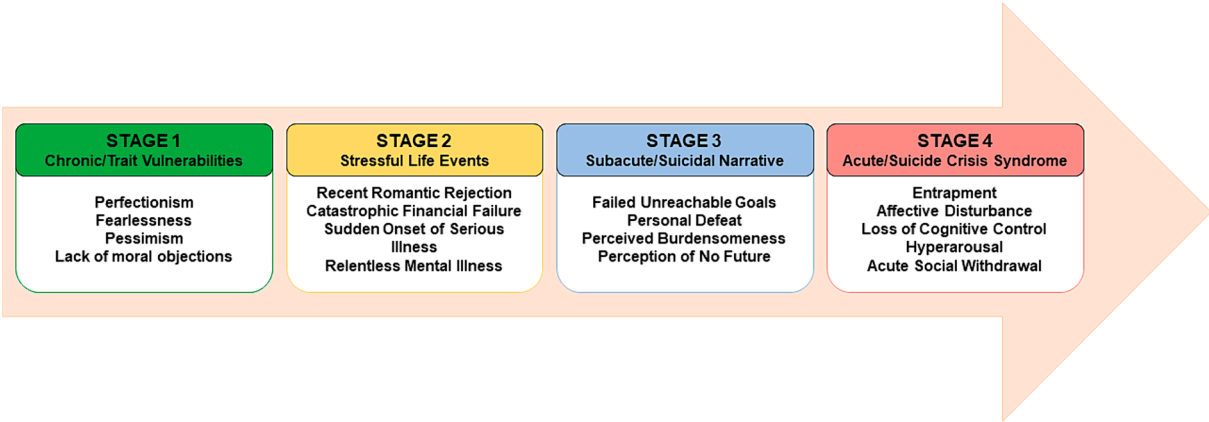 STAGE 1
Chronic/Trait Vulnerabilities
Perfectionism
Fearlessness
Pessimism
Lack of moral objections
STAGE 2
Stressful Life Events
Recent Romantic Rejection
Catastrophic Financial Failure
Sudden Onset of Serious
Illness
Relentless Mental Illness
STAGE 3
Subacute/Suicidal Narrative
Failed Unreachable Goals
Personal Defeat
Perceived Burdensomeness
Perception of No Future
STAGE 4
Acute/Suicide Crisis Syndrome
Entrapment
Affective Disturbance
Loss of Cognitive Control
Hyperarousal
Acute Social Withdrawal